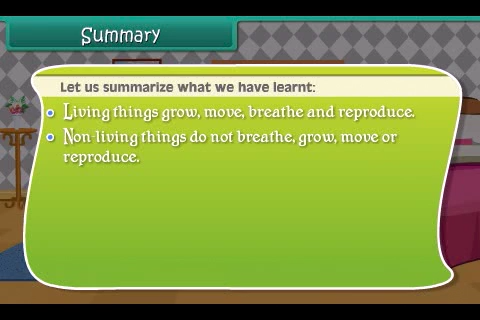 Summary
Let us summarize what we have learnt:
Living things grow, move, breathe and reproduce.
Non-living things do not breathe, grow, move or
reproduce.